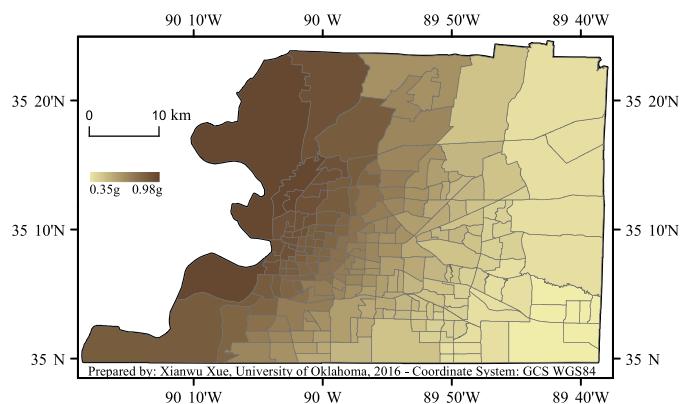 90 10'W 90 W 89 50'W 89 40'W
35 20'N 35 20'N
0 10 km
0.35g 0.98g
35 10'N 35 10'N
35 N 35 N
Prepared by: Xianwu Xue, University of Oklahoma, 2016 - Coordinate System: GCS WGS84
90 10'W 90 W 89 50'W 89 40'W